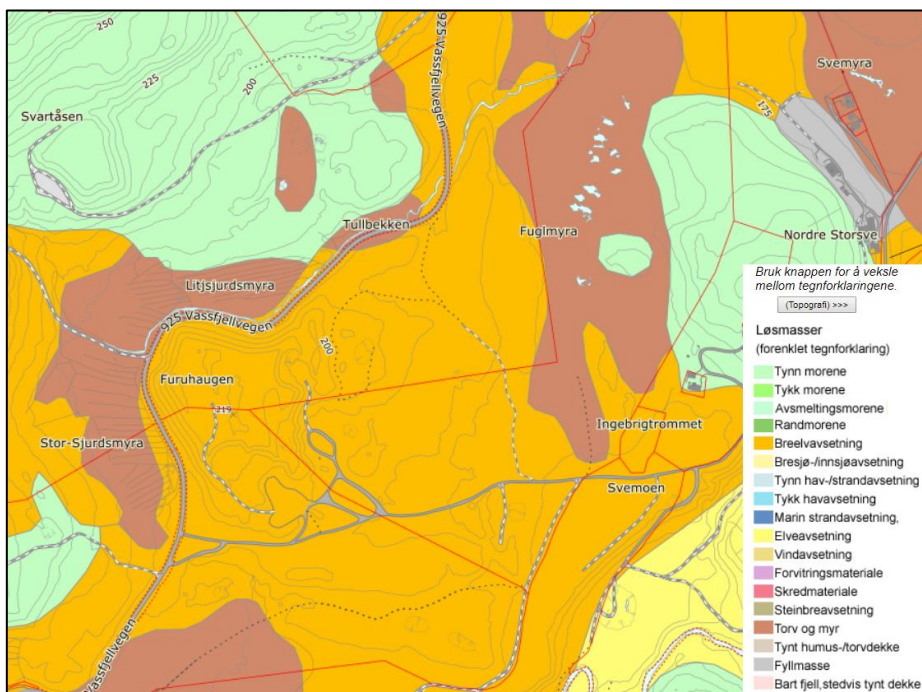 250
225
200
Svartåsen
925 Vassfjellvegen
Svemyra
175
Tullbekken
Fuglmyra
Nordre Storsve
Litjsjurdsmyra
925 Vassfjellvegen
200
Furuhaugen
219
Stor-Sjurdsmyra
Ingebrigtrommet
Svemoen
Vassfjellvegen
Bruk knappen for å veksle
mellom tegnforklaringene.
(Topografi) >>>
Løsmasser
(forenklet tegnforklaring)
Tynn morene
Tykk morene
Avsmeltingsmorene
Randmorene
Breelvavsetning
Bresjø-/innsjøavsetning
Tynn hav-/strandavsetning
Tykk havavsetning
Marin strandavsetning,
Elveavsetning
Vindavsetning
Forvitringsmateriale
Skredmateriale
Steinbreavsetning
Torv og myr
Tynt humus-/torvdekke
Fyllmasse
Bart fjell,stedvis tynt dekke